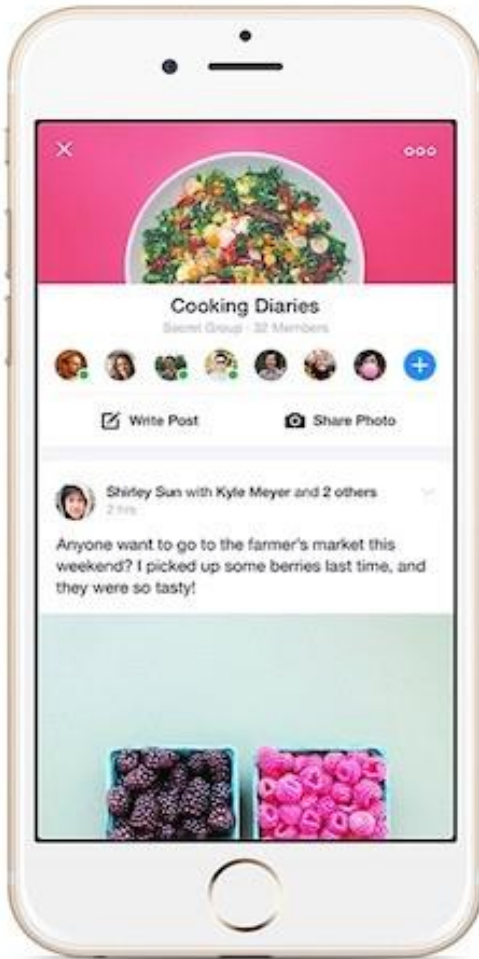 Cooking Diaries
Secret Group · 32 Members
Write Post
Share Photo
Shirley Sun with Kyle Meyer and 2 others
2 hrs
Anyone want to go to the farmer's market this
weekend? I picked up some berries last time, and
they were so tasty!